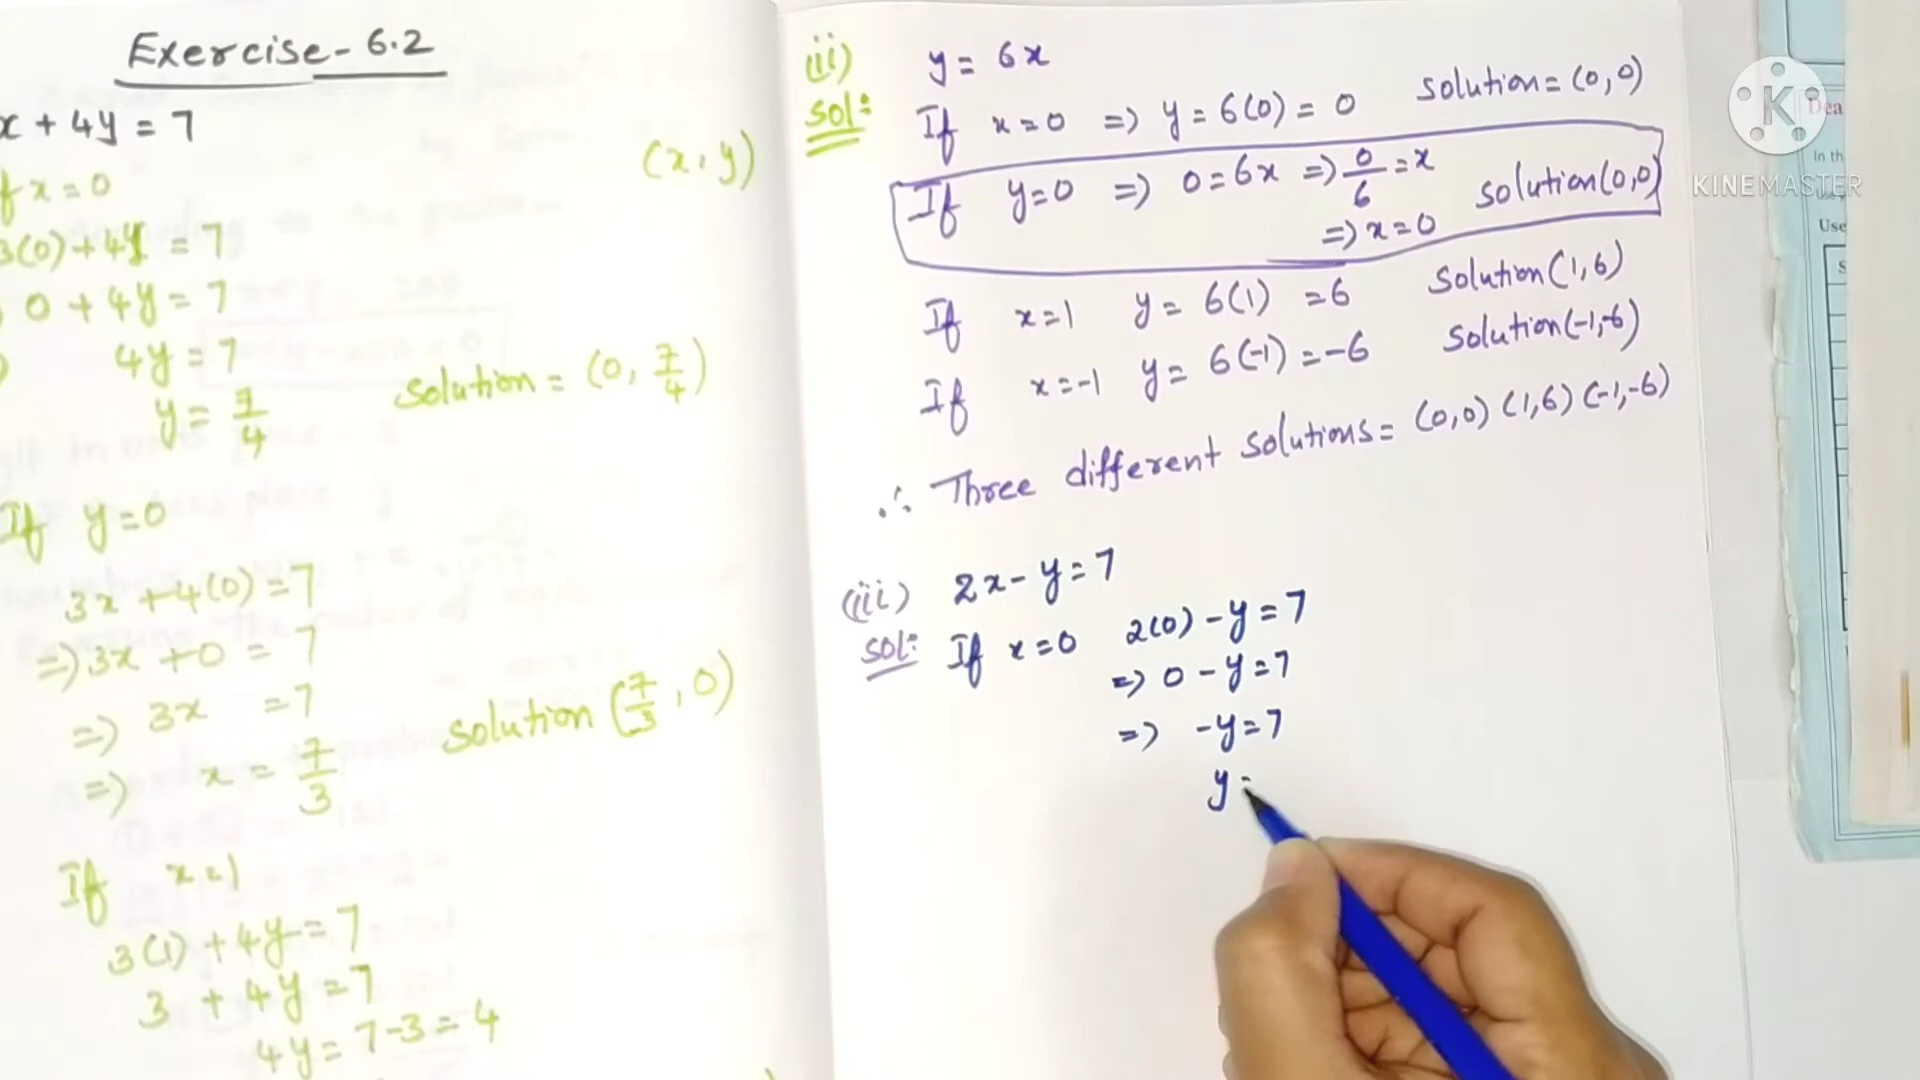 Exercise - 6.2
x + 4y = 7
(x, y)
f x = 0
3(0) + 4y = 7
0 + 4y = 7
4y = 7
y = 7/4 solution = (0, 7/4)
If y = 0
3x + 4(0) = 7
=> 3x + 0 = 7
=> 3x = 7
=> x = 7/3 solution (7/3, 0)
If x = 1
3(1) + 4y = 7
3 + 4y = 7
4y = 7 - 3 = 4
(ii) y = 6x
Sol: If x = 0 => y = 6(0) = 0 solution = (0, 0)
If y = 0 => 0 = 6x => 0/6 = x solution (0, 0)
=> x = 0
If x = 1 y = 6(1) = 6 Solution (1, 6)
If x = -1 y = 6(-1) = -6 Solution (-1, -6)
∴ Three different solutions = (0,0) (1,6) (-1,-6)
(iii) 2x - y = 7
Sol: If x = 0 2(0) - y = 7
=> 0 - y = 7
=> - y = 7
y =
K
KINEMASTER
Dea
In th
Use
S